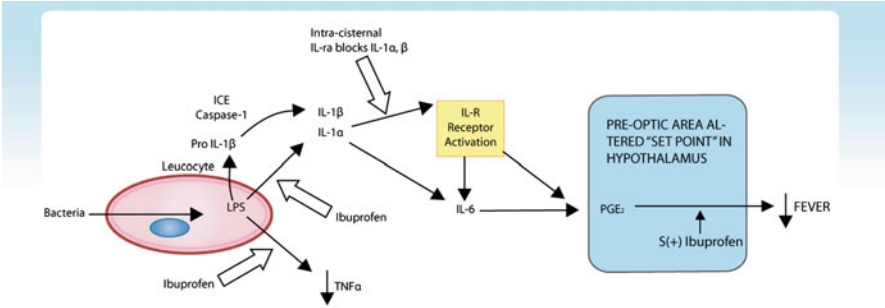 Intra-cisternal
IL-ra blocks IL-1α, β
ICE
Caspase-1
IL-1β
IL-1α
IL-R
Receptor
Activation
Pro IL-1β
Leucocyte
LPS
Bacteria
Ibuprofen
Ibuprofen
TNFα
IL-6
PRE-OPTIC AREA AL-
TERED "SET POINT" IN
HYPOTHALAMUS
PGE₂
S(+) Ibuprofen
FEVER